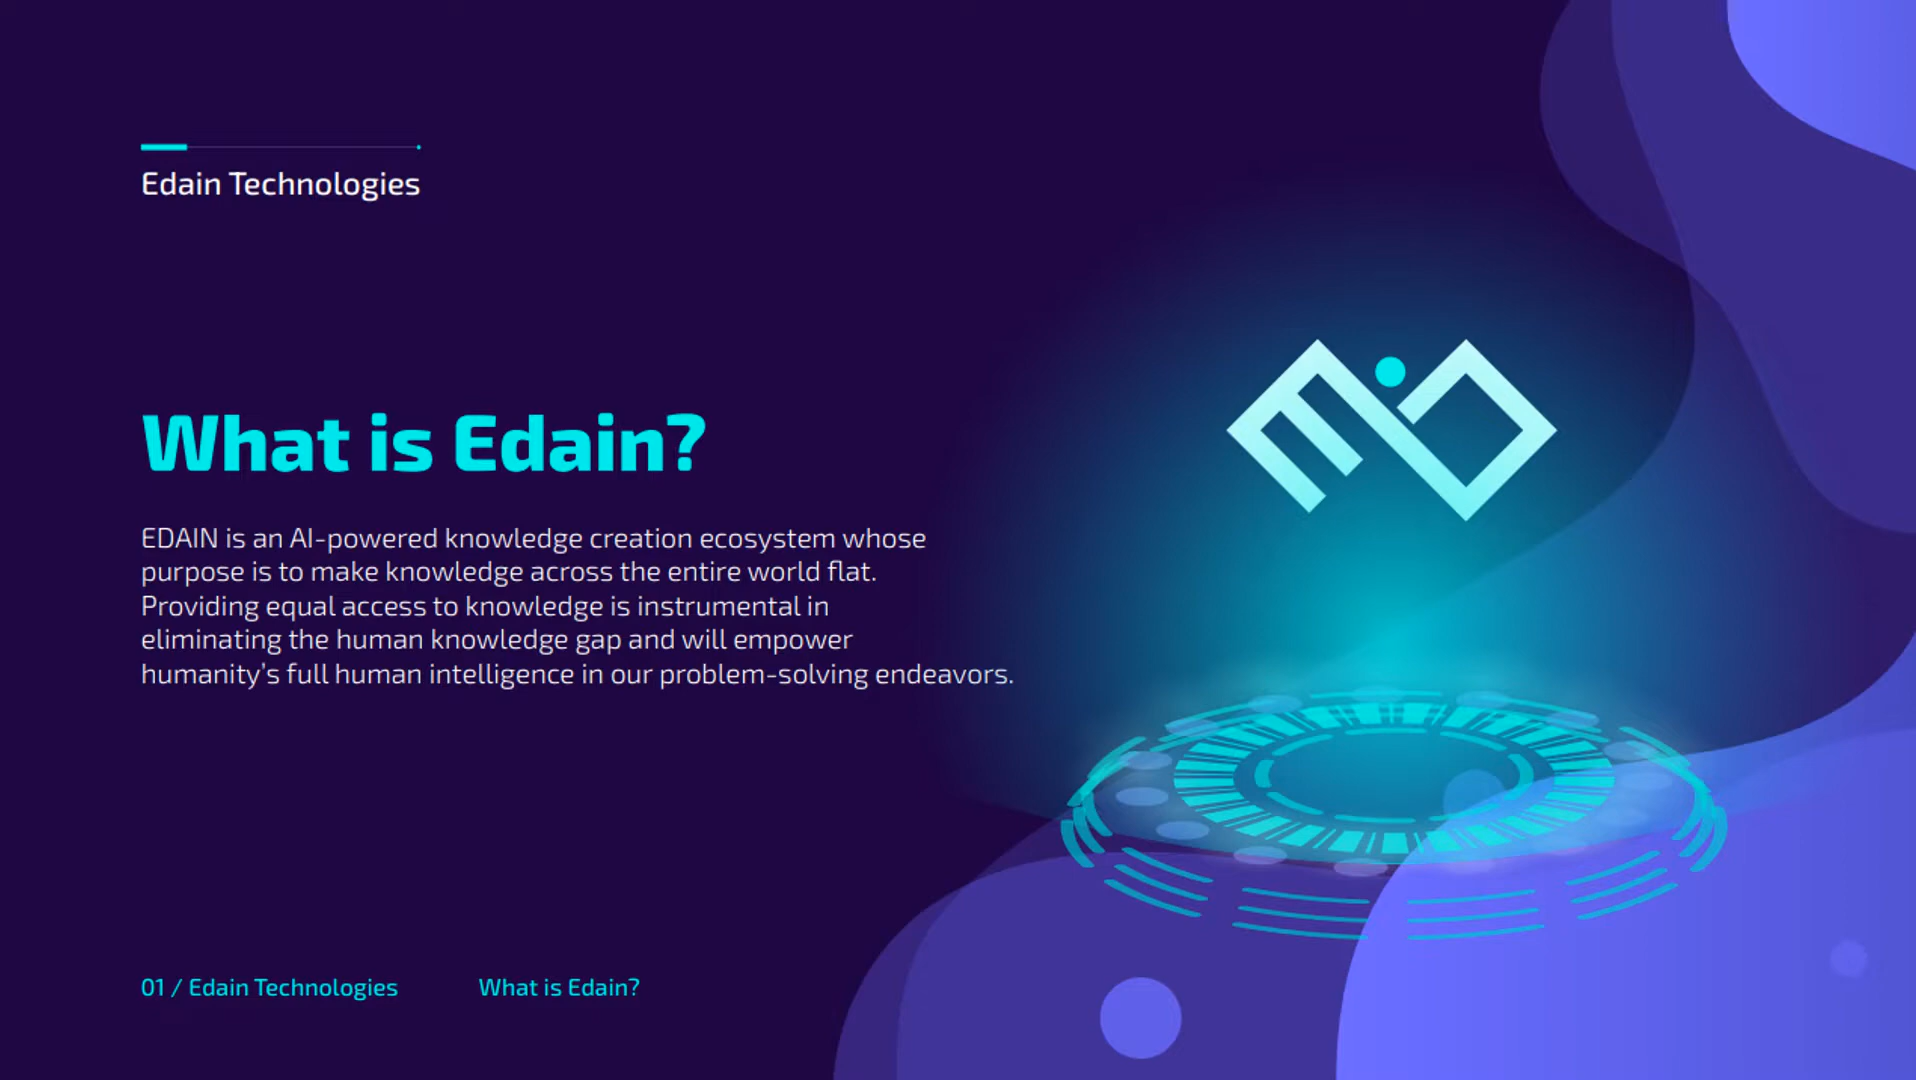 Edain Technologies
What is Edain?
EDAIN is an AI-powered knowledge creation ecosystem whose
purpose is to make knowledge across the entire world flat.
Providing equal access to knowledge is instrumental in
eliminating the human knowledge gap and will empower
humanity’s full human intelligence in our problem-solving endeavors.
01 / Edain Technologies
What is Edain?